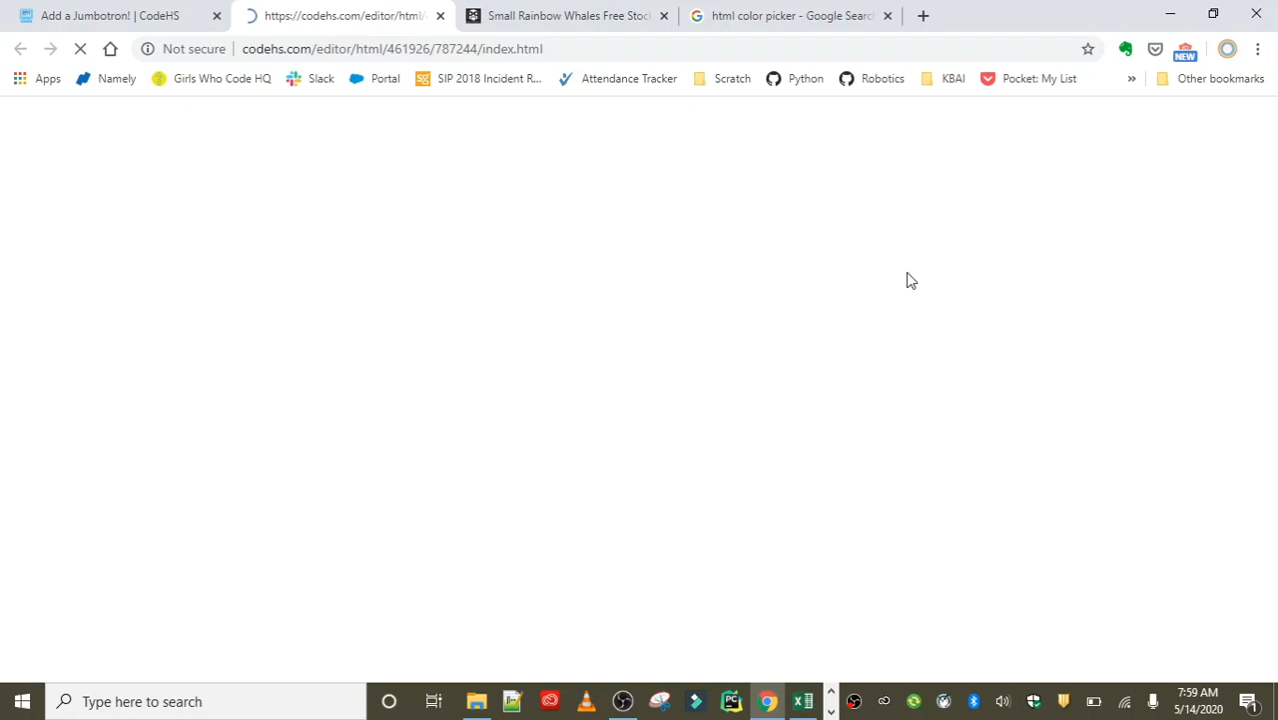 Add a Jumbotron! | CodeHS
https://codehs.com/editor/html/
Small Rainbow Whales Free Stock
html color picker - Google Search
Not secure | codehs.com/editor/html/461926/787244/index.html
NEW
Apps Namely Girls Who Code HQ Slack Portal SIP 2018 Incident R... Attendance Tracker Scratch Python Robotics KBAI Pocket: My List » Other bookmarks
Type here to search
7:59 AM
5/14/2020